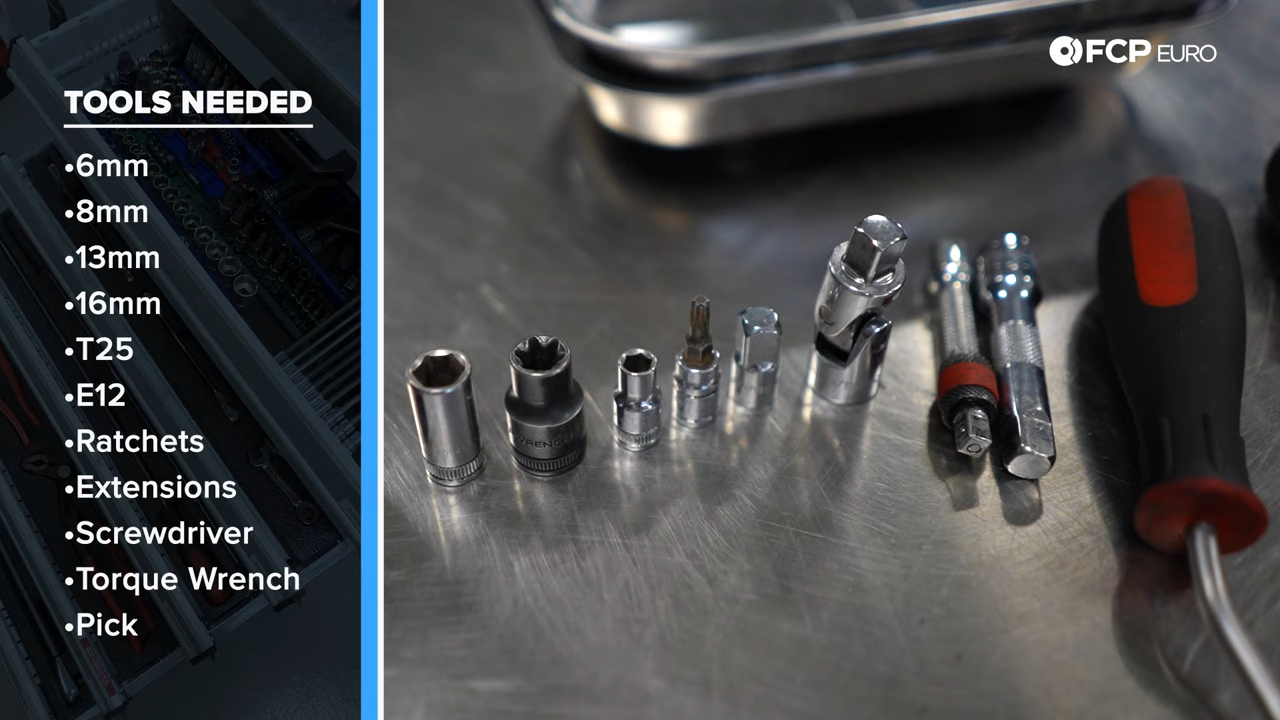 TOOLS NEEDED
•6mm
•8mm
•13mm
•16mm
•T25
•E12
•Ratchets
•Extensions
•Screwdriver
•Torque Wrench
•Pick
FCP EURO